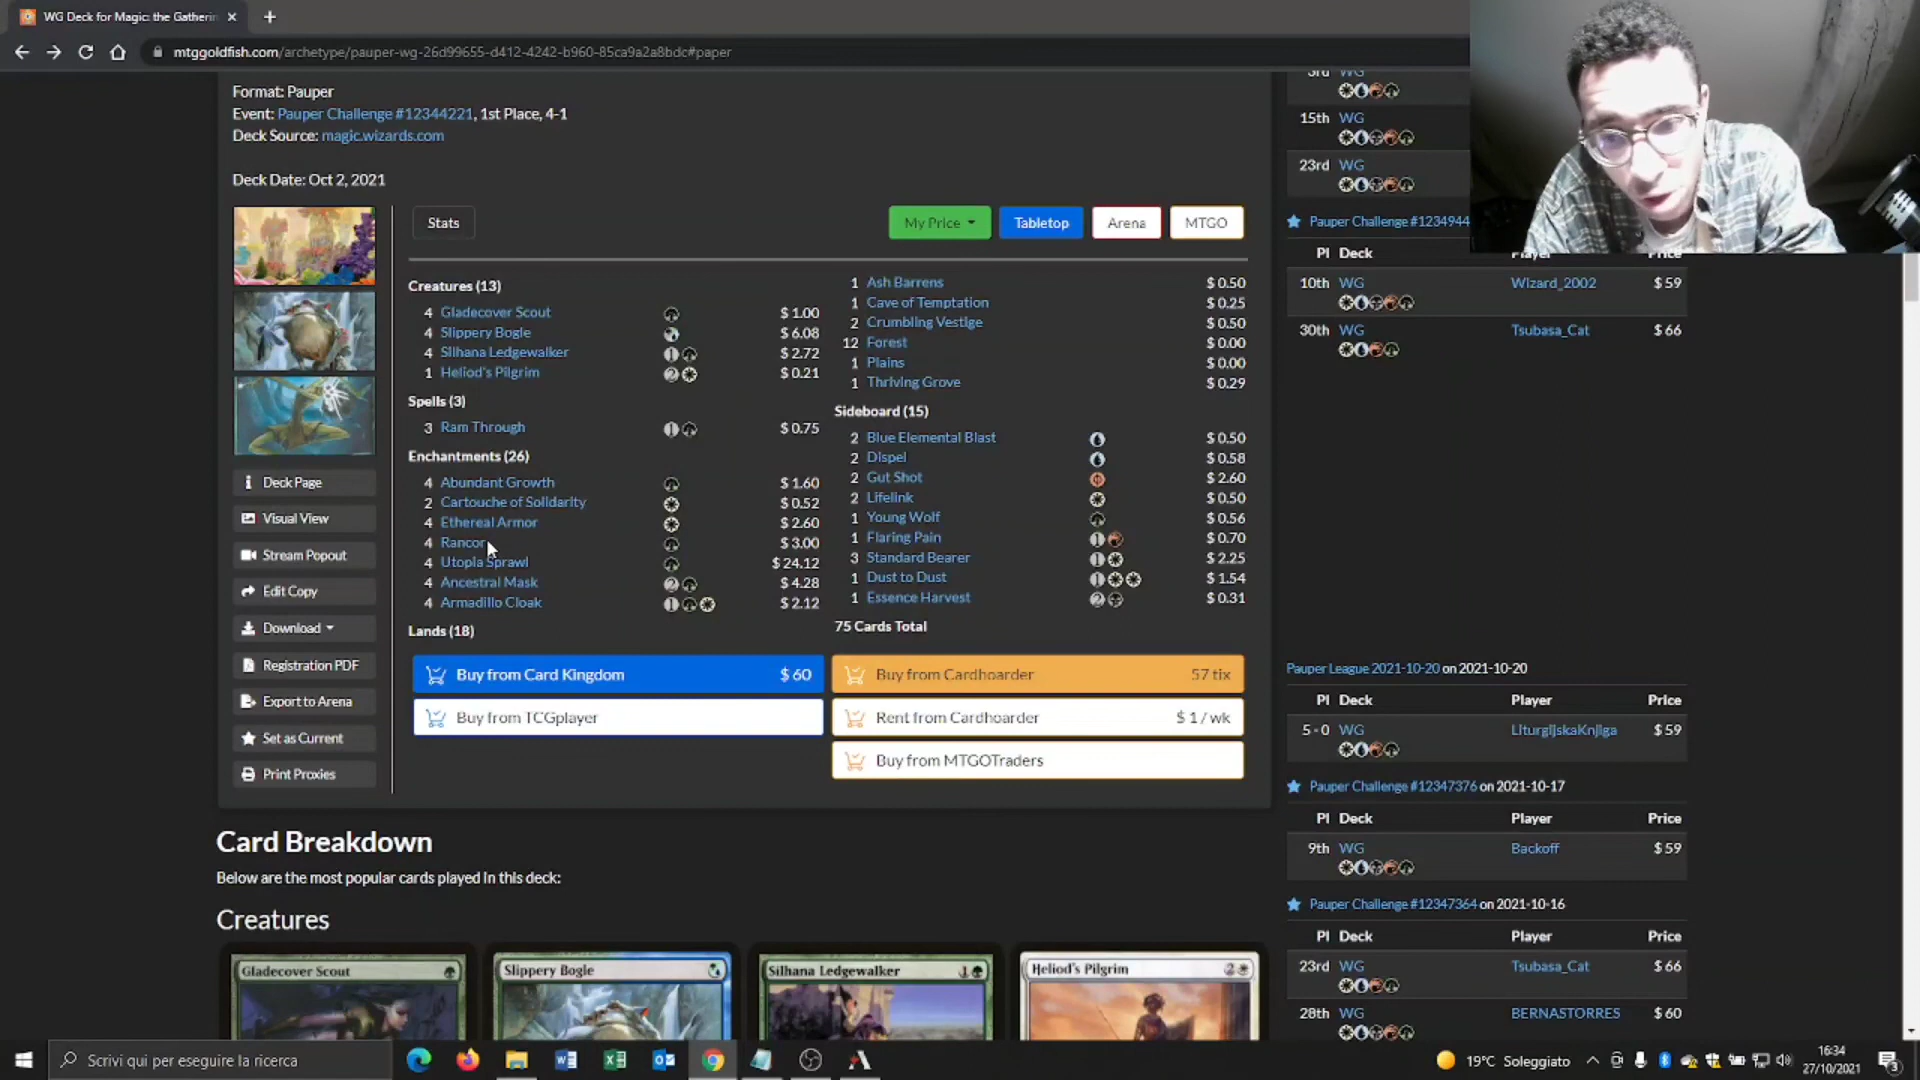 WG Deck for Magic: the Gatherin
mtggoldfish.com/archetype/pauper-wg-26d99655-d412-4242-b960-85ca9a2a8bdc#paper
Format: Pauper
Event: Pauper Challenge #12344221, 1st Place, 4-1
Deck Source: magic.wizards.com
Deck Date: Oct 2, 2021
Stats
My Price
Tabletop
Arena
MTGO
Creatures (13)
4 Gladecover Scout $ 1.00
4 Slippery Bogle $ 6.08
4 Silhana Ledgewalker $ 2.72
1 Heliod's Pilgrim $ 0.21
Spells (3)
3 Ram Through $ 0.75
Enchantments (26)
4 Abundant Growth $ 1.60
2 Cartouche of Solidarity $ 0.52
4 Ethereal Armor $ 2.60
4 Rancor $ 3.00
4 Utopia Sprawl $ 24.12
4 Ancestral Mask $ 4.28
4 Armadillo Cloak $ 2.12
Lands (18)
1 Ash Barrens $ 0.50
1 Cave of Temptation $ 0.25
2 Crumbling Vestige $ 0.50
12 Forest $ 0.00
1 Plains $ 0.00
1 Thriving Grove $ 0.29
Sideboard (15)
2 Blue Elemental Blast $ 0.50
2 Dispel $ 0.58
2 Gut Shot $ 2.60
2 Lifelink $ 0.50
1 Young Wolf $ 0.56
1 Flaring Pain $ 0.70
3 Standard Bearer $ 2.25
1 Dust to Dust $ 1.54
1 Essence Harvest $ 0.31
75 Cards Total
Buy from Card Kingdom $ 60
Buy from TCGplayer
Buy from Cardhoarder 57 tix
Rent from Cardhoarder $ 1 / wk
Buy from MTGOTraders
Deck Page
Visual View
Stream Popout
Edit Copy
Download
Registration PDF
Export to Arena
Set as Current
Print Proxies
Card Breakdown
Below are the most popular cards played in this deck:
Creatures
Gladecover Scout
Slippery Bogle
Silhana Ledgewalker 1
Heliod's Pilgrim 2
3rd WG
15th WG
23rd WG
Pauper Challenge #1234944
Pl Deck Player Price
10th WG Wizard_2002 $ 59
30th WG Tsubasa_Cat $ 66
Pauper League 2021-10-20 on 2021-10-20
Pl Deck Player Price
5 - 0 WG LiturgijskaKnjiga $ 59
Pauper Challenge #12347376 on 2021-10-17
Pl Deck Player Price
9th WG Backoff $ 59
Pauper Challenge #12347364 on 2021-10-16
Pl Deck Player Price
23rd WG Tsubasa_Cat $ 66
28th WG BERNASTORRES $ 60
Scrivi qui per eseguire la ricerca
19°C Soleggiato
16:34
27/10/2021
3